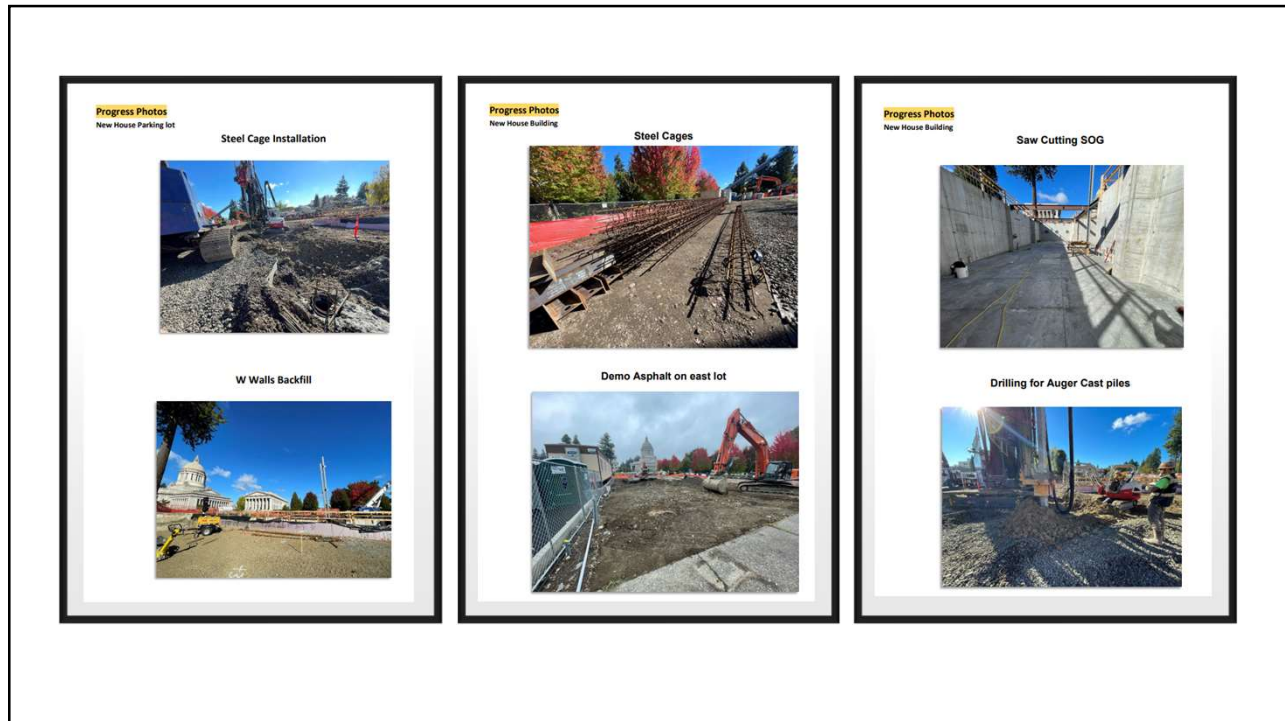 Progress Photos
New House Parking lot
Steel Cage Installation
W Walls Backfill
Progress Photos
New House Building
Steel Cages
Demo Asphalt on east lot
Progress Photos
New House Building
Saw Cutting SOG
Drilling for Auger Cast piles